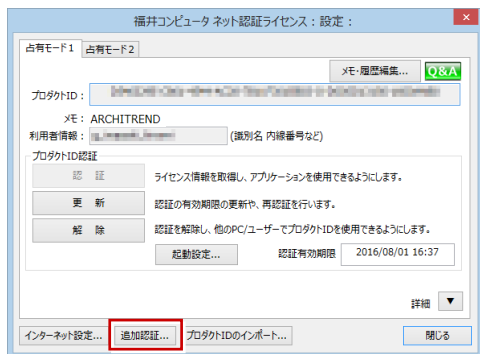 福井コンピュータ ネット認証ライセンス：設定：
占有モード1 占有モード2
メモ・履歴編集... Q&A
プロダクトID：
メモ： ARCHITREND
利用者情報： (識別名 内線番号など)
プロダクトID認証
認 証 ライセンス情報を取得し、アプリケーションを使用できるようにします。
更 新 認証の有効期限の更新や、再認証を行います。
解 除 認証を解除し、他のPC/ユーザーでプロダクトIDを使用できるようにします。
起動設定... 認証有効期限 2016/08/01 16:37
詳細 ▼
インターネット設定... 追加認証... プロダクトIDのインポート... 閉じる